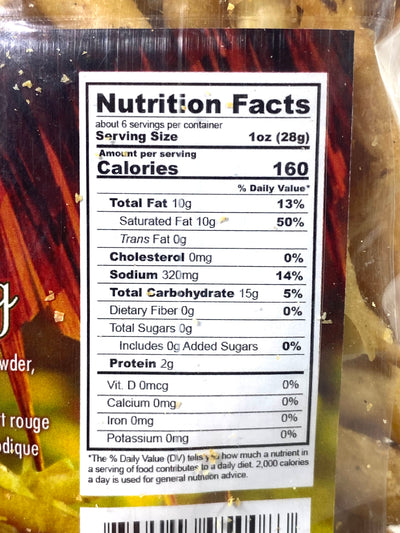 Nutrition Facts
about 6 servings per container
Serving Size 1oz (28g)
Amount per serving
Calories 160
% Daily Value*
Total Fat 10g 13%
Saturated Fat 10g 50%
Trans Fat 0g
Cholesterol 0mg 0%
Sodium 320mg 14%
Total Carbohydrate 15g 5%
Dietary Fiber 0g 0%
Total Sugars 0g
Includes 0g Added Sugars 0%
Protein 2g
Vit. D 0mcg 0%
Calcium 0mg 0%
Iron 0mg 0%
Potassium 0mg 0%
*The % Daily Value (DV) tells you how much a nutrient in
a serving of food contributes to a daily diet. 2,000 calories
a day is used for general nutrition advice.
g
wder,
t rouge
odique